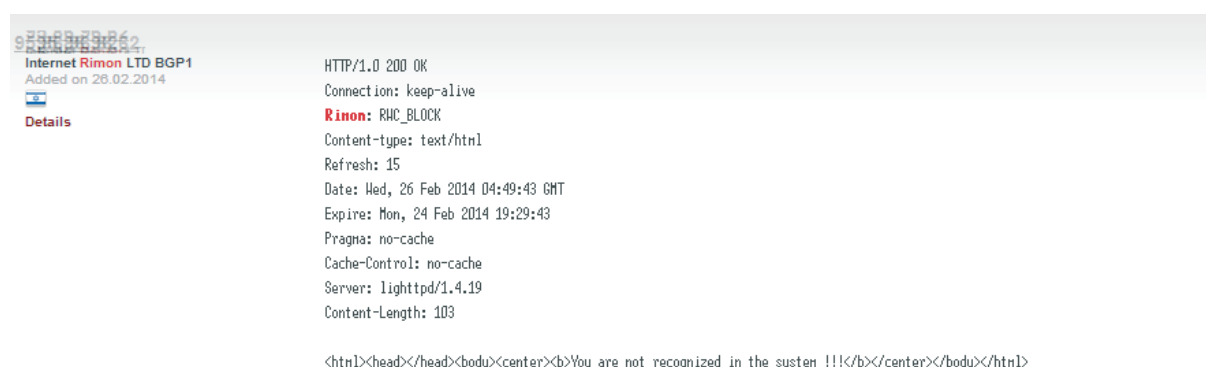 Internet Rimon LTD BGP1
Added on 26.02.2014
Details
HTTP/1.0 200 OK
Connection: keep-alive
Rimon: RWC_BLOCK
Content-type: text/html
Refresh: 15
Date: Wed, 26 Feb 2014 04:49:43 GMT
Expire: Mon, 24 Feb 2014 19:29:43
Pragma: no-cache
Cache-Control: no-cache
Server: lighttpd/1.4.19
Content-Length: 103
<html><head></head><body><center><b>You are not recognized in the system !!!</b></center></body></html>